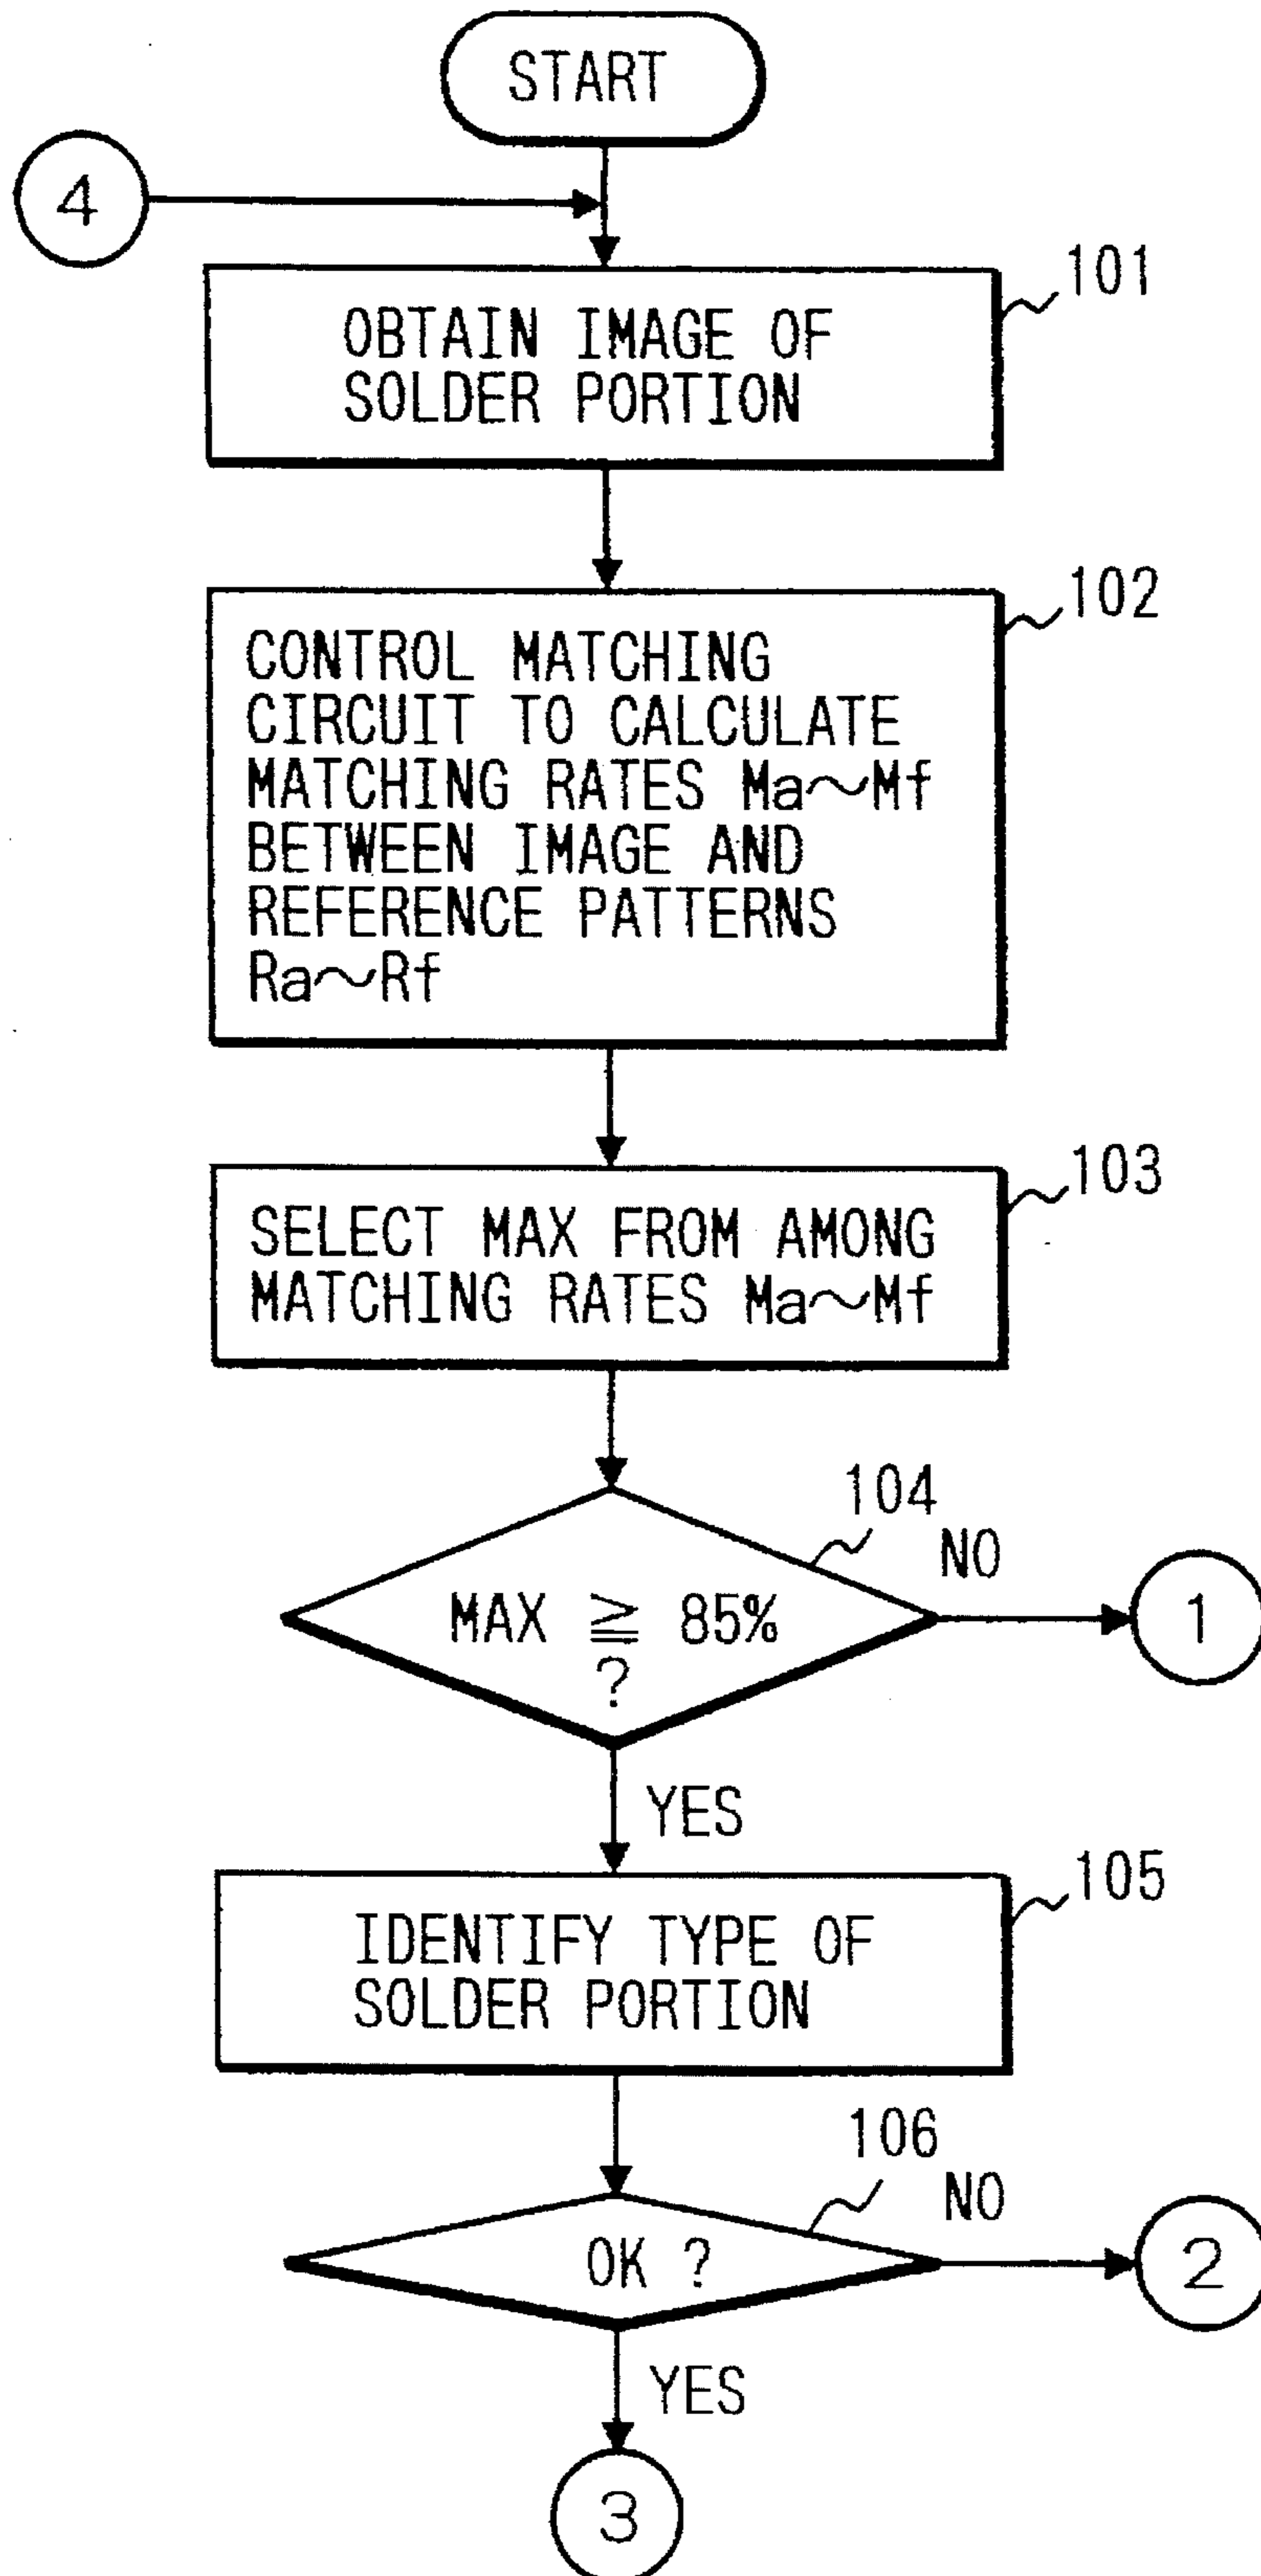 START
4
101
OBTAIN IMAGE OF
SOLDER PORTION
102
CONTROL MATCHING
CIRCUIT TO CALCULATE
MATCHING RATES Ma~Mf
BETWEEN IMAGE AND
REFERENCE PATTERNS
Ra~Rf
103
SELECT MAX FROM AMONG
MATCHING RATES Ma~Mf
104
NO
MAX ≧ 85%
?
1
YES
105
IDENTIFY TYPE OF
SOLDER PORTION
106
NO
OK ?
2
YES
3